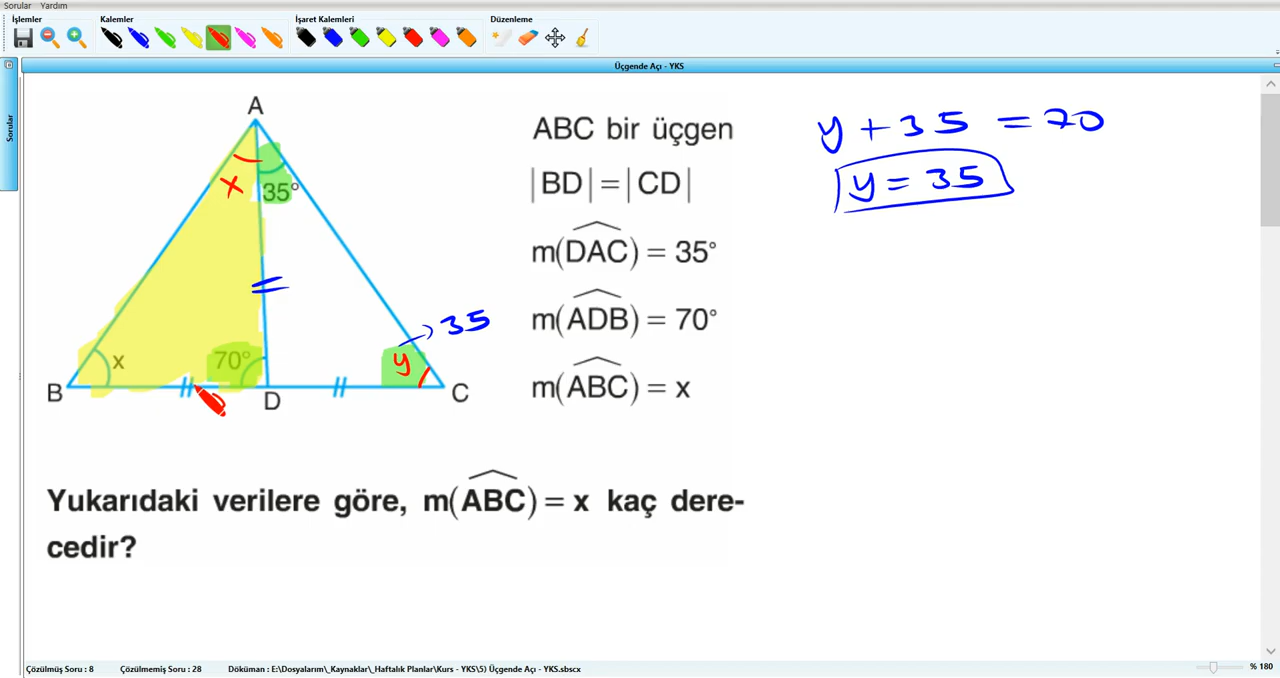 Sorular Yardım
İşlemler Kalemler İşaret Kalemleri Düzenleme
Üçgende Açı - YKS
Sorular
A
x
35°
x
70°
y
35
B
D
C
ABC bir üçgen
|BD| = |CD|
m(DAC) = 35°
m(ADB) = 70°
m(ABC) = x
y + 35 = 70
y = 35
Yukarıdaki verilere göre, m(ABC) = x kaç dere-
cedir?
Çözülmüş Soru : 8 Çözülmemiş Soru : 28 Döküman : E:\Dosyalarım\_Kaynaklar\_Haftalık Planlar\Kurs - YKS\5) Üçgende Açı - YKS.sbscx % 180